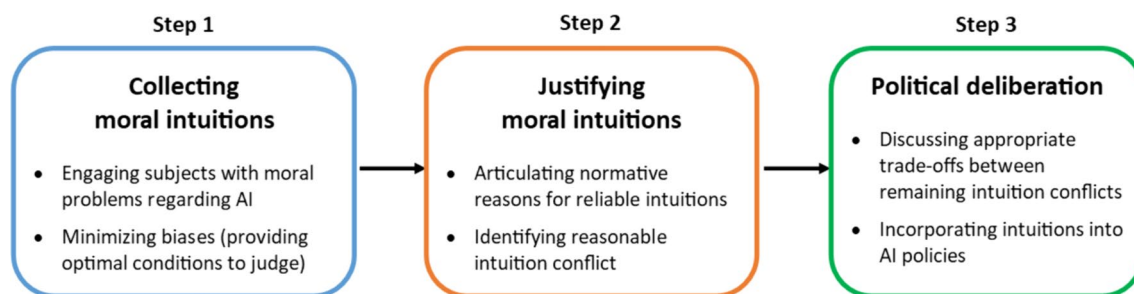 Step 1
Collecting
moral intuitions
• Engaging subjects with moral
problems regarding AI
• Minimizing biases (providing
optimal conditions to judge)
Step 2
Justifying
moral intuitions
• Articulating normative
reasons for reliable intuitions
• Identifying reasonable
intuition conflict
Step 3
Political deliberation
• Discussing appropriate
trade-offs between
remaining intuition conflicts
• Incorporating intuitions into
AI policies